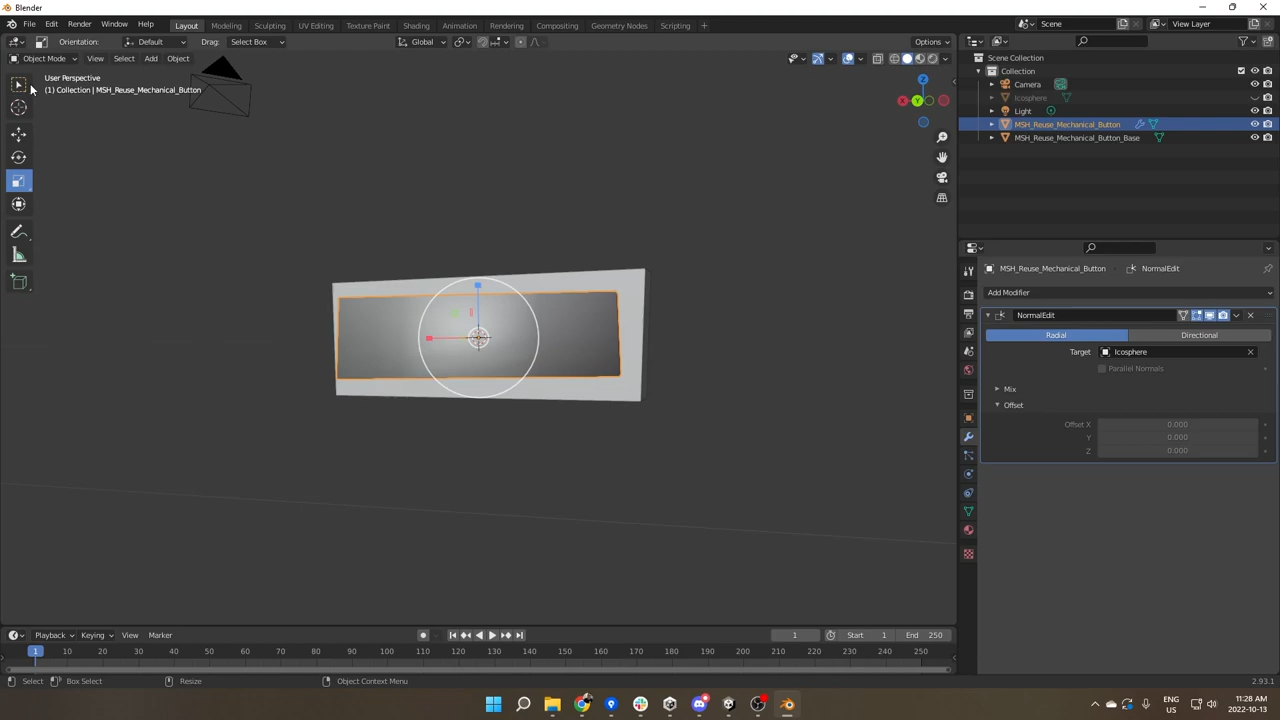 Blender
File Edit Render Window Help Layout Modeling Sculpting UV Editing Texture Paint Shading Animation Rendering Compositing Geometry Nodes Scripting + Scene View Layer
Orientation: Default Drag: Select Box Global Options
Object Mode View Select Add Object
User Perspective
(1) Collection | MSH_Reuse_Mechanical_Button
Scene Collection
Collection
Camera
Icosphere
Light
MSH_Reuse_Mechanical_Button
MSH_Reuse_Mechanical_Button_Base
MSH_Reuse_Mechanical_Button NormalEdit
Add Modifier
NormalEdit
Radial Directional
Target Icosphere
Parallel Normals
Mix
Offset
Offset X 0.000
Y 0.000
Z 0.000
Playback Keying View Marker 1 Start 1 End 250
1 10 20 30 40 50 60 70 80 90 100 110 120 130 140 150 160 170 180 190 200 210 220 230 240 250
Select Box Select Resize Object Context Menu 2.93.1
ENG
US
11:28 AM
2022-10-13